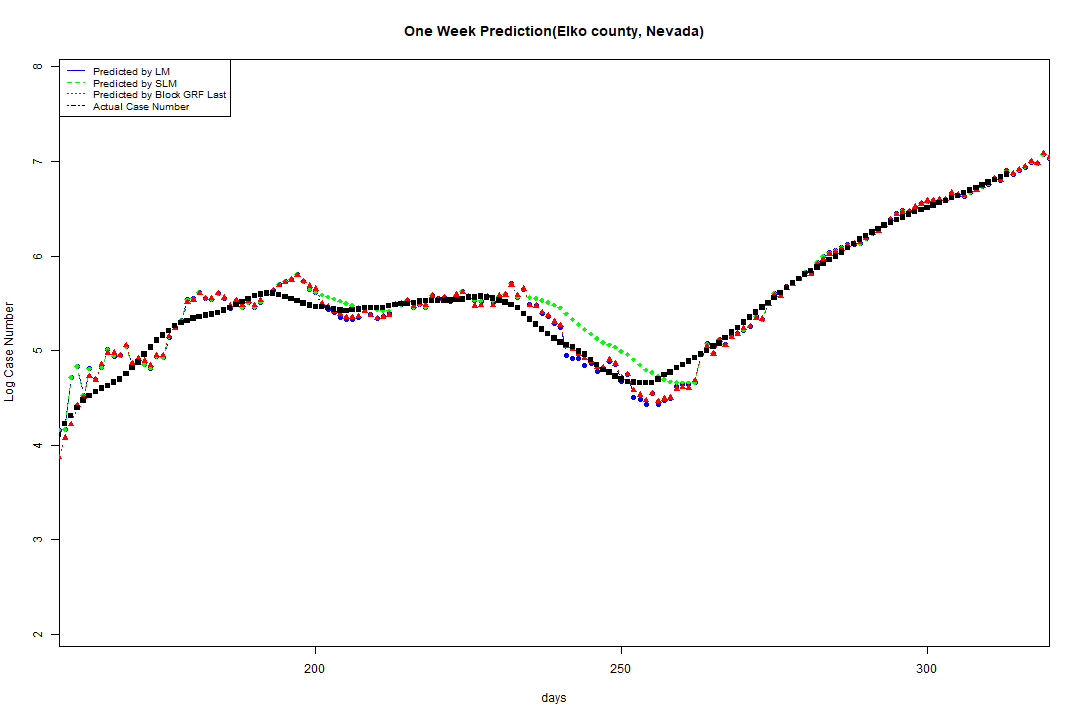 One Week Prediction(Elko county, Nevada)
Predicted by LM
Predicted by SLM
Predicted by Block GRF Last
Actual Case Number
8
7
6
5
4
3
2
Log Case Number
200 250 300
days